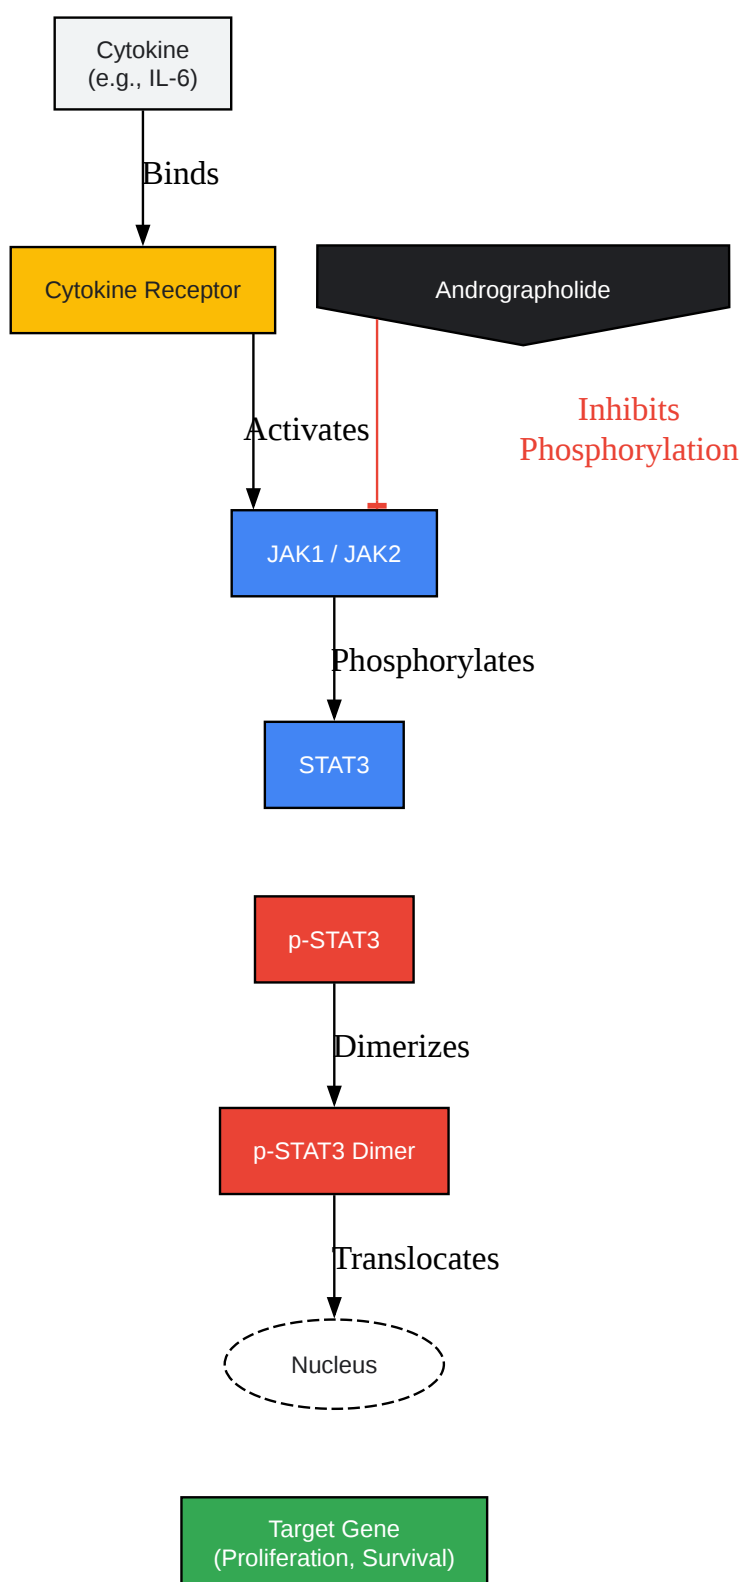 Cytokine
(e.g., IL-6)
Binds
Cytokine Receptor
Andrographolide
Activates
Inhibits
Phosphorylation
JAK1 / JAK2
Phosphorylates
STAT3
p-STAT3
Dimerizes
p-STAT3 Dimer
Translocates
Nucleus
Target Gene
(Proliferation, Survival)